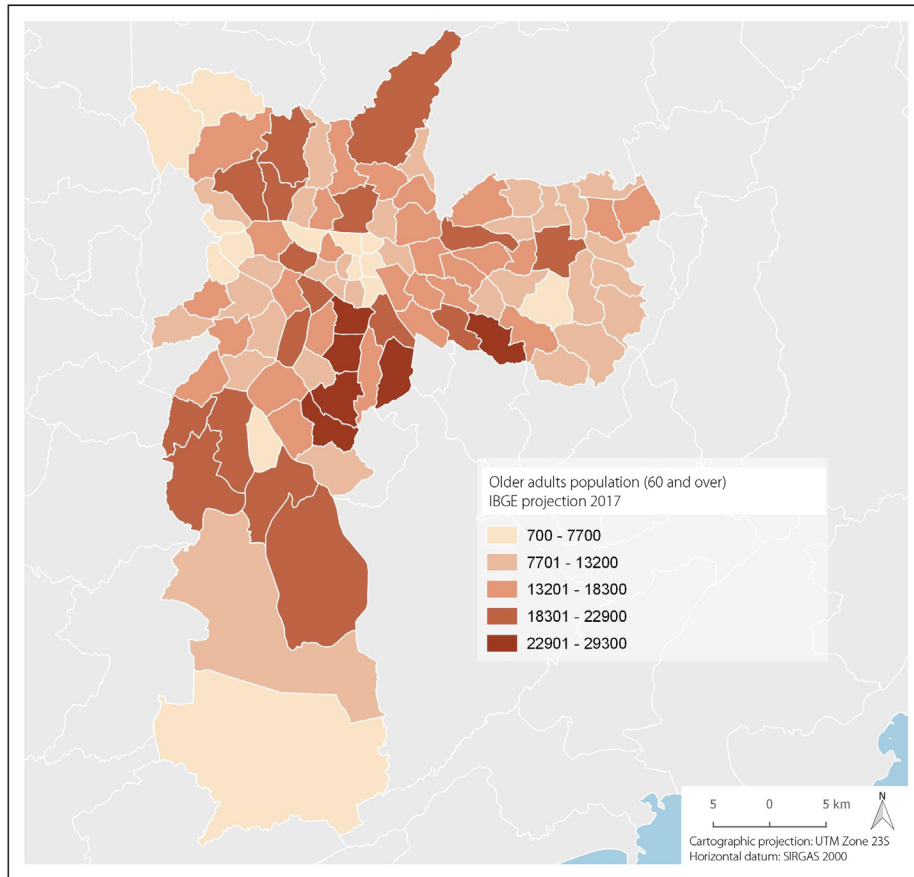 Older adults population (60 and over)
IBGE projection 2017
700 - 7700
7701 - 13200
13201 - 18300
18301 - 22900
22901 - 29300
5 0 5 km
N
Cartographic projection: UTM Zone 23S
Horizontal datum: SIRGAS 2000